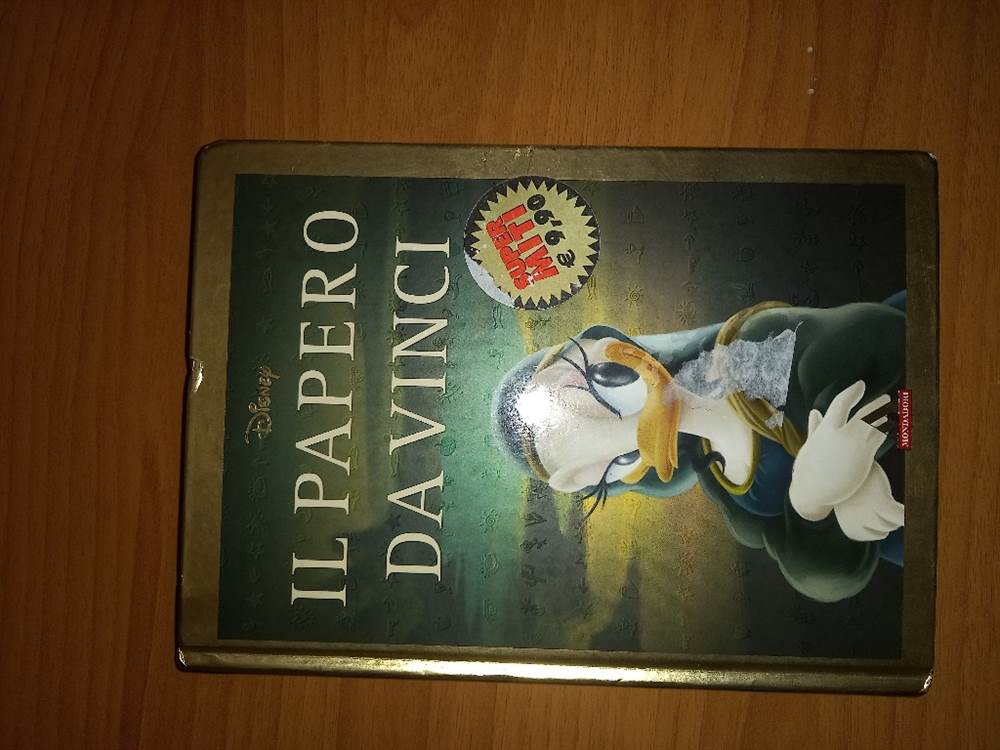 Disney
IL PAPERO
DA VINCI
SUPER
MITI
€ 9,90
MONDADORI